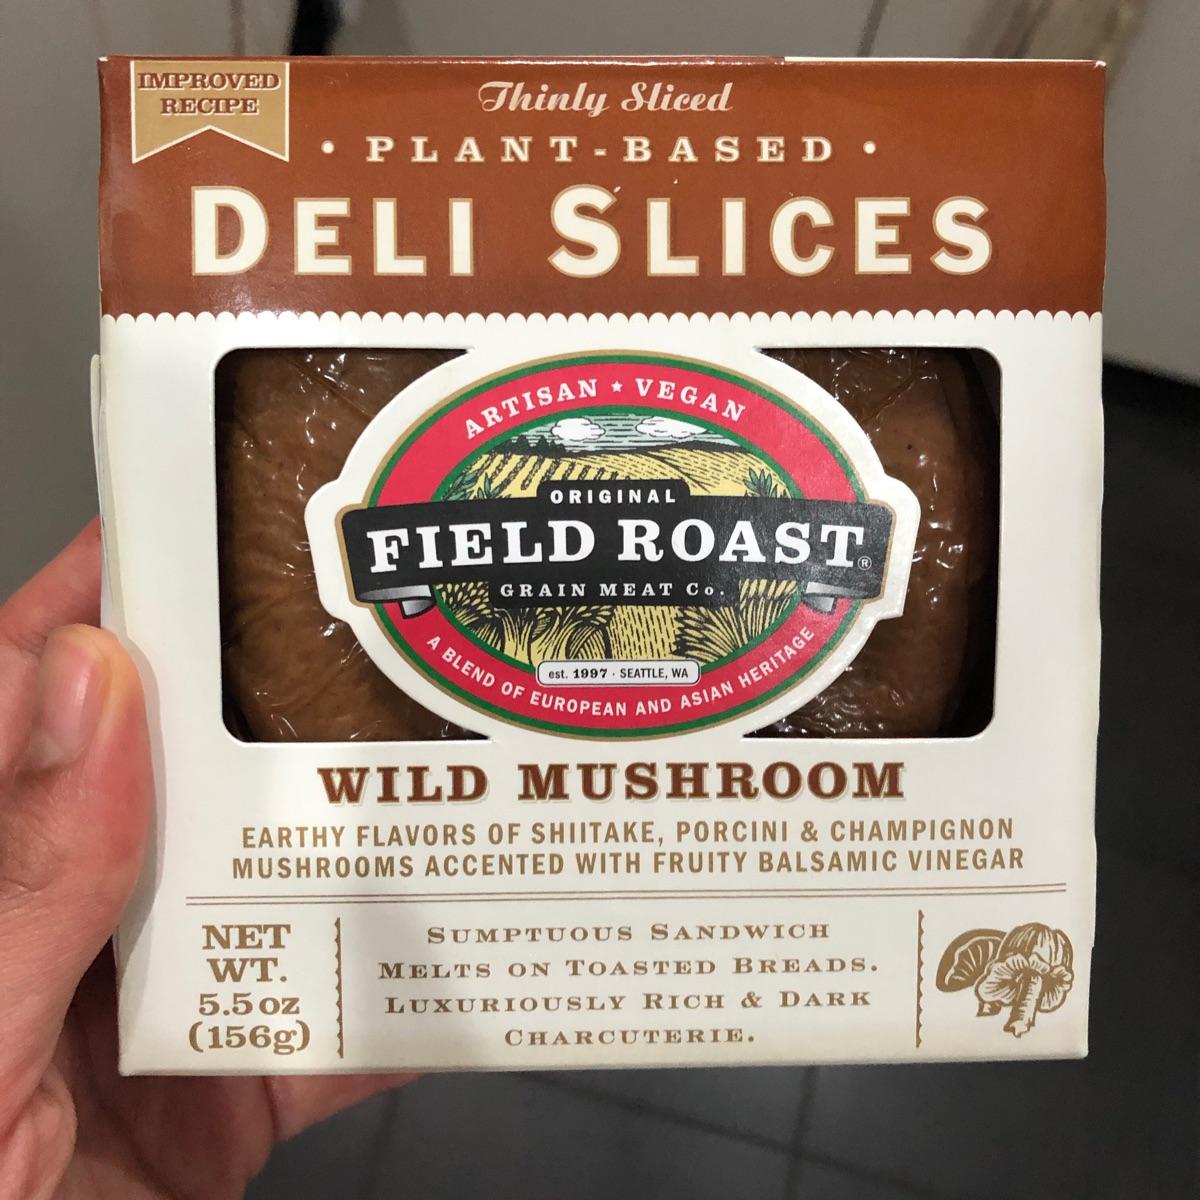 IMPROVED
RECIPE
Thinly Sliced
• PLANT-BASED •
DELI SLICES
ARTISAN ★ VEGAN
ORIGINAL
FIELD ROAST®
GRAIN MEAT Co.
est. 1997 · SEATTLE, WA
A BLEND OF EUROPEAN AND ASIAN HERITAGE
WILD MUSHROOM
EARTHY FLAVORS OF SHIITAKE, PORCINI & CHAMPIGNON
MUSHROOMS ACCENTED WITH FRUITY BALSAMIC VINEGAR
NET
WT.
5.5 oz
(156g)
SUMPTUOUS SANDWICH
MELTS ON TOASTED BREADS.
LUXURIOUSLY RICH & DARK
CHARCUTERIE.